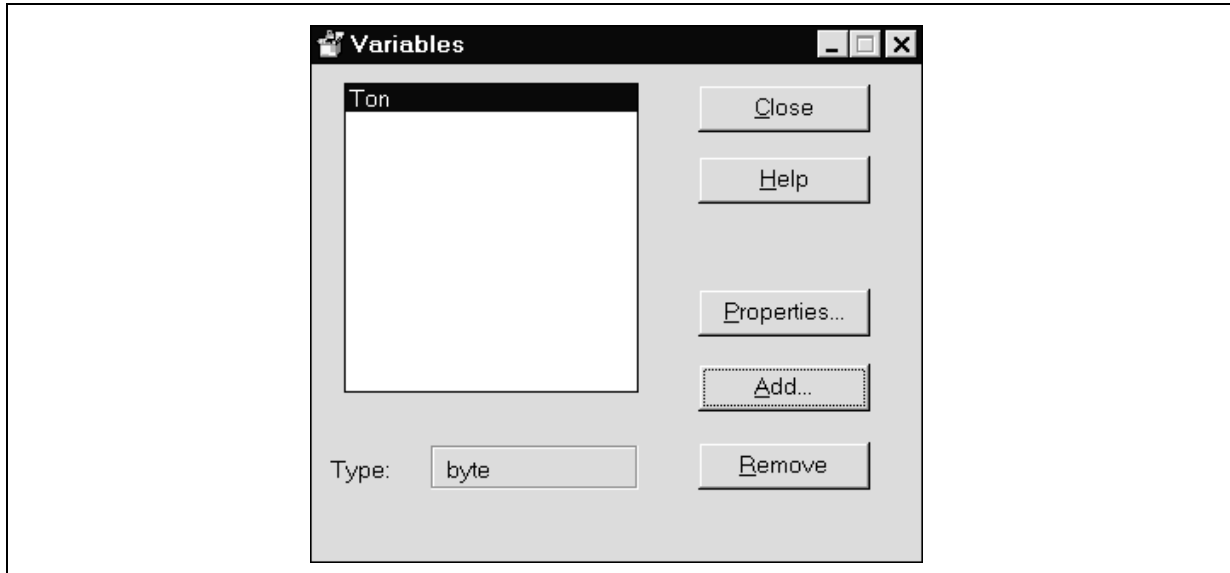 Variables
Ton
Close
Help
Properties...
Add...
Remove
Type:
byte